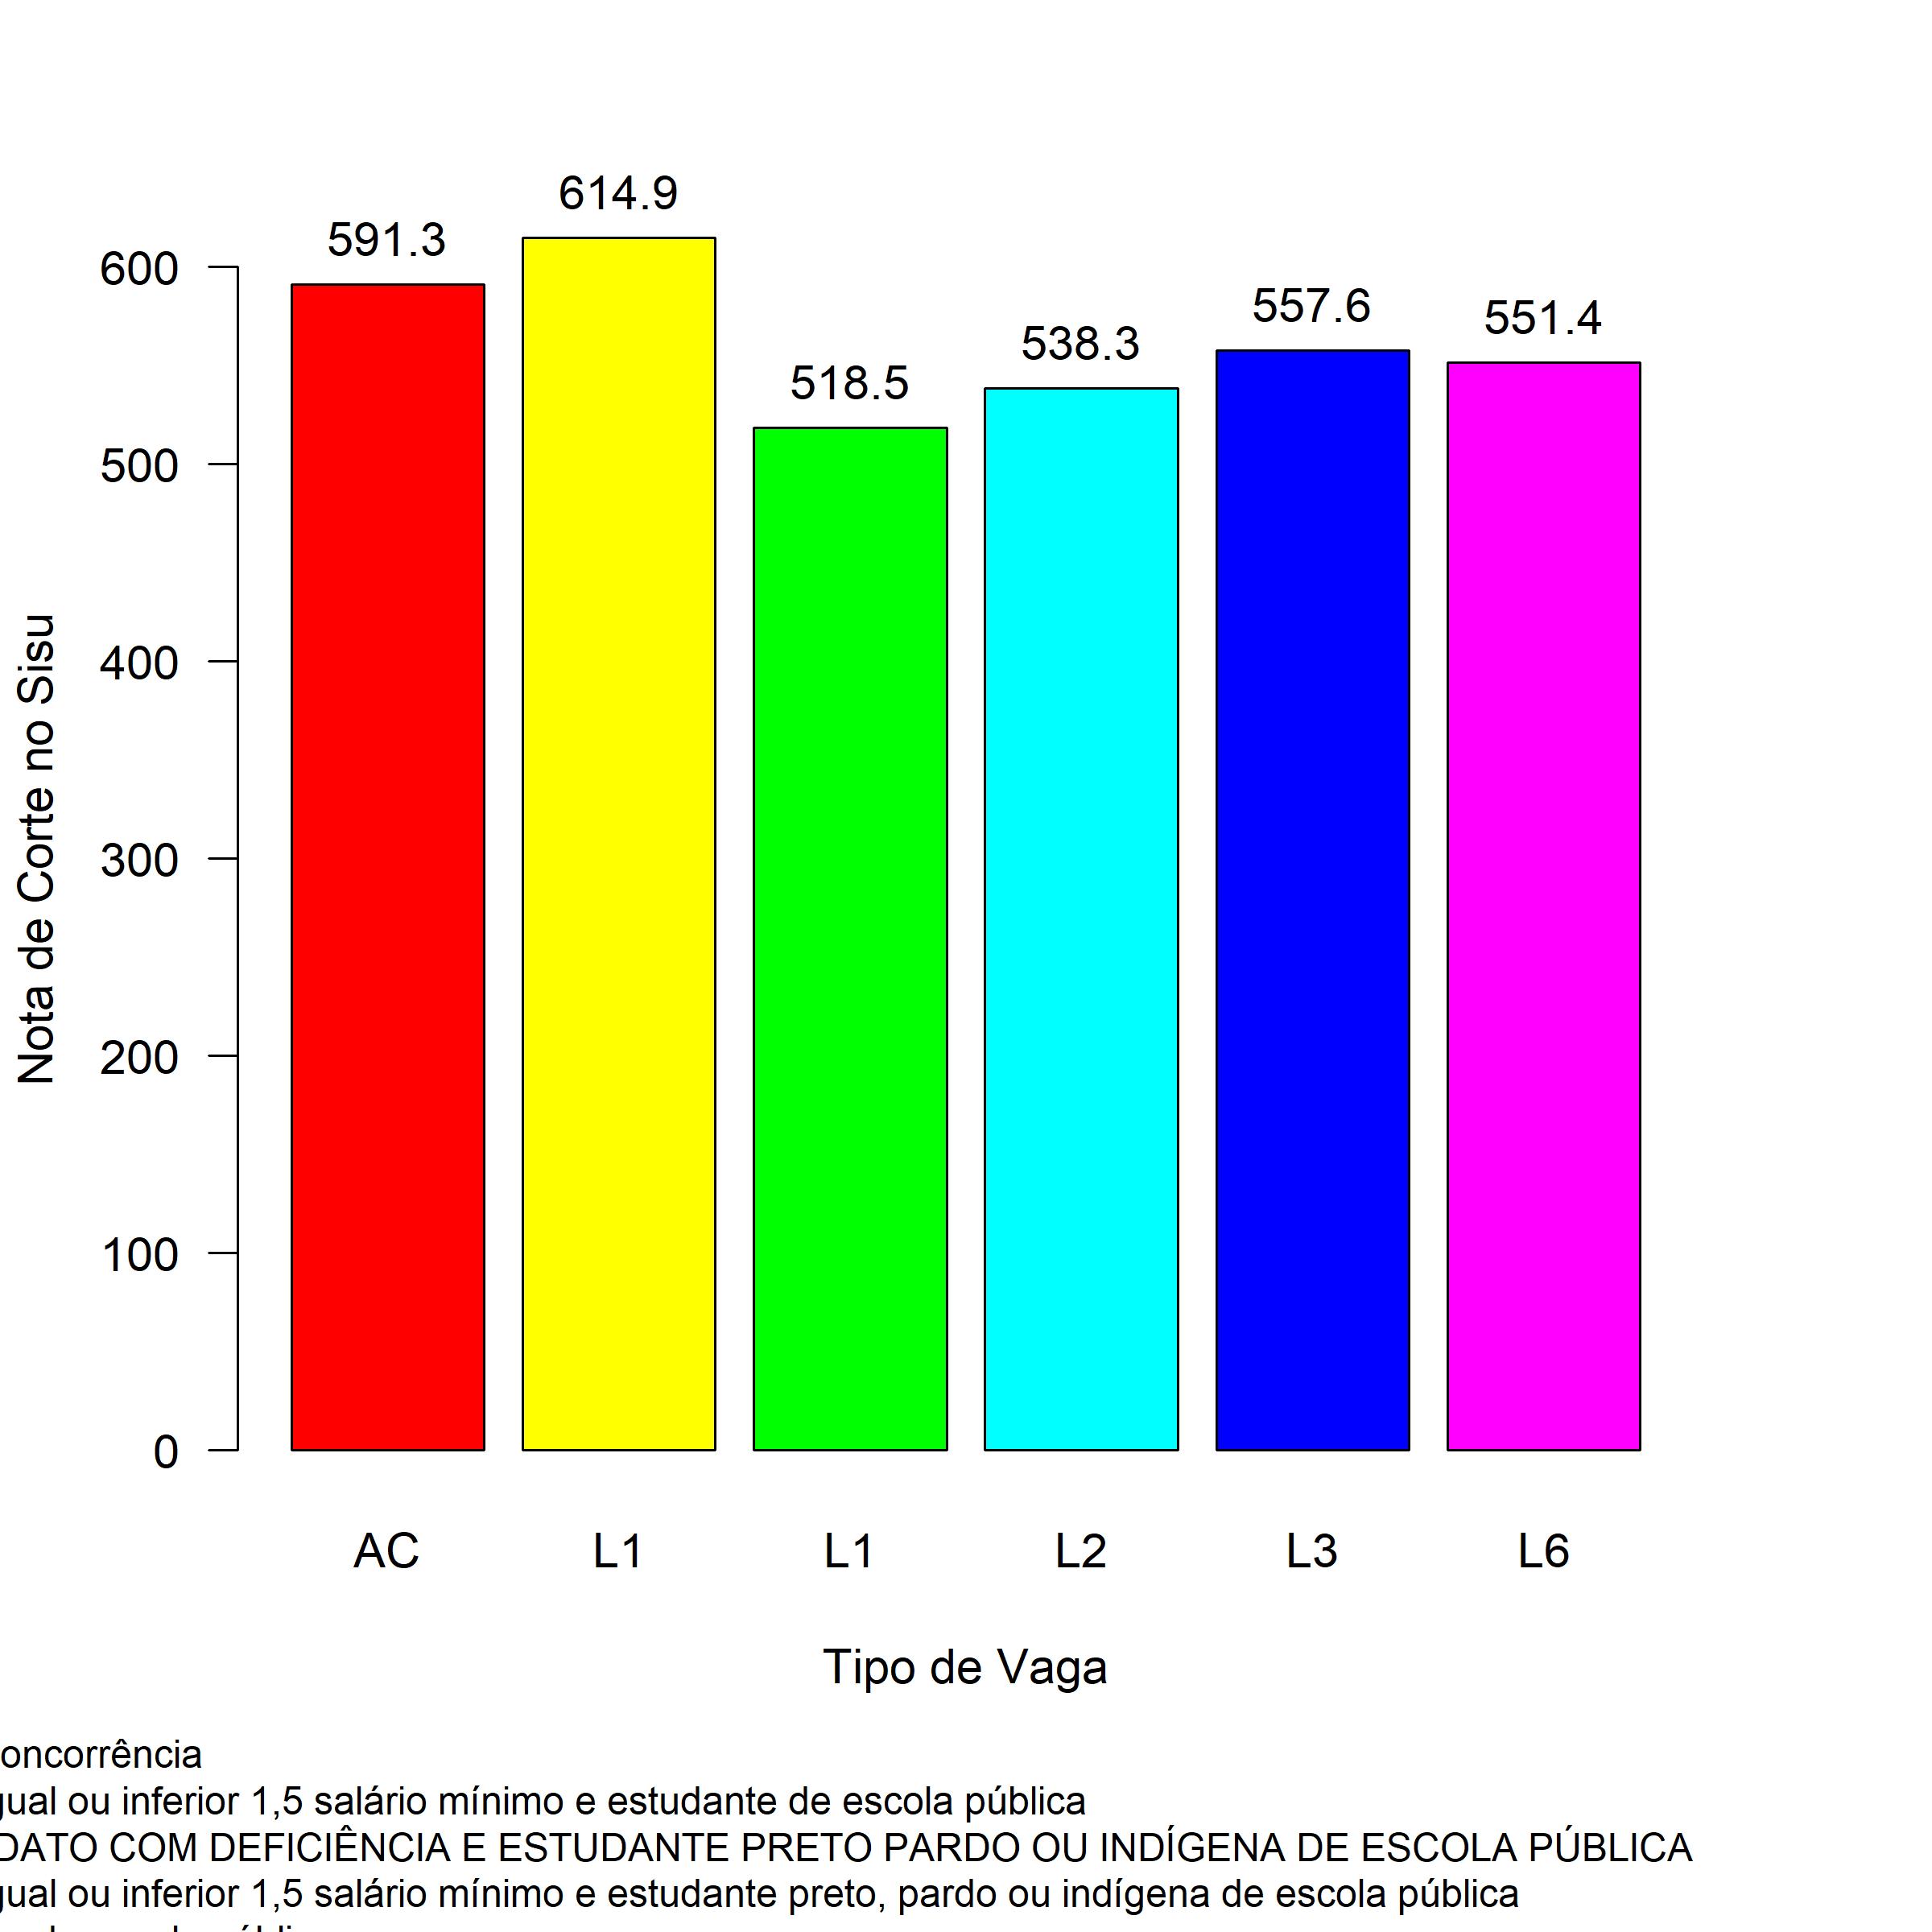 614.9
591.3
557.6
551.4
538.3
518.5
600
500
400
300
200
100
0
Nota de Corte no Sisu
AC L1 L1 L2 L3 L6
Tipo de Vaga
oncorrência
gual ou inferior 1,5 salário mínimo e estudante de escola pública
DATO COM DEFICIÊNCIA E ESTUDANTE PRETO PARDO OU INDÍGENA DE ESCOLA PÚBLICA
gual ou inferior 1,5 salário mínimo e estudante preto, pardo ou indígena de escola pública